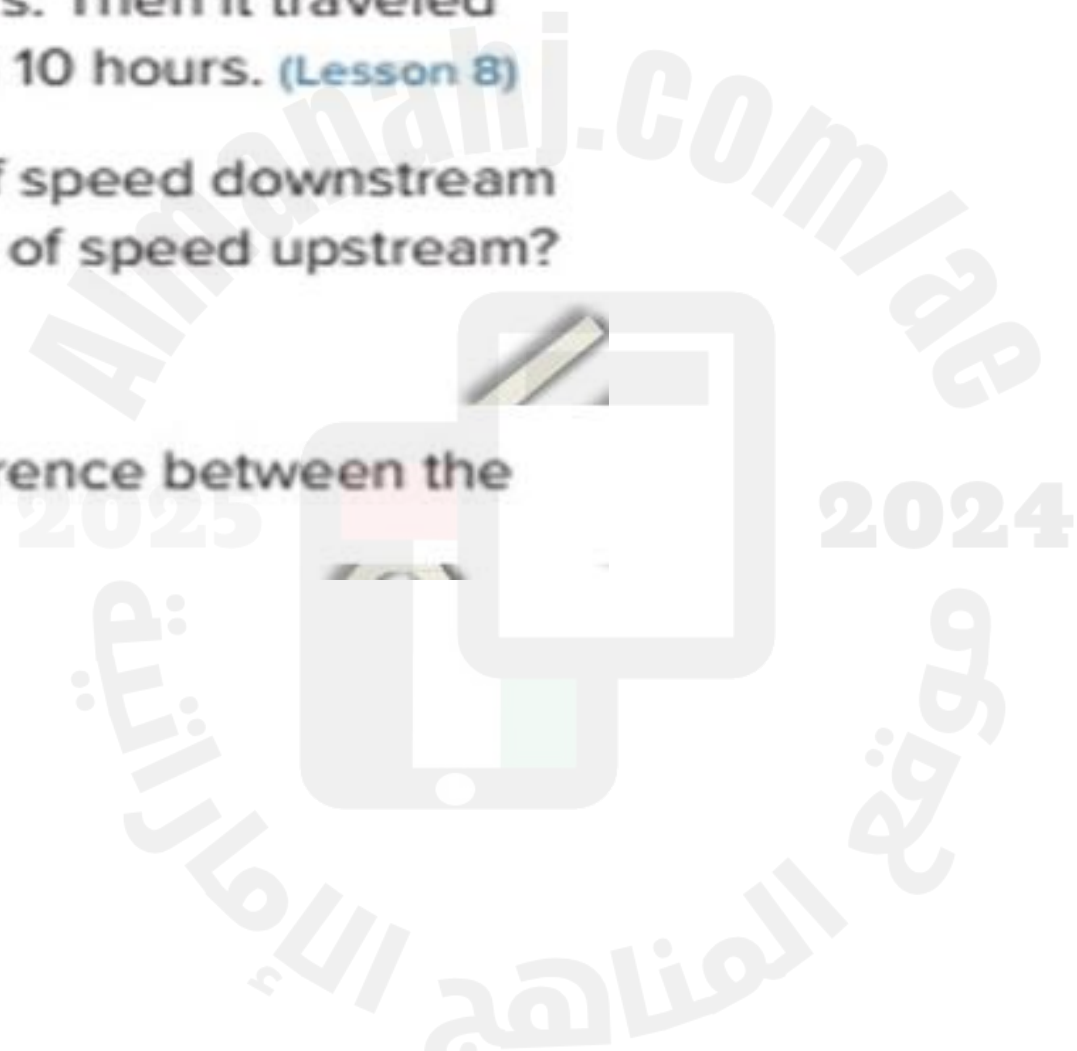 s. Then it traveled
10 hours. (Lesson 8)
f speed downstream
of speed upstream?
rence between the
Almanahj.com/ae
2025
2024
موقع المناهج الإماراتية